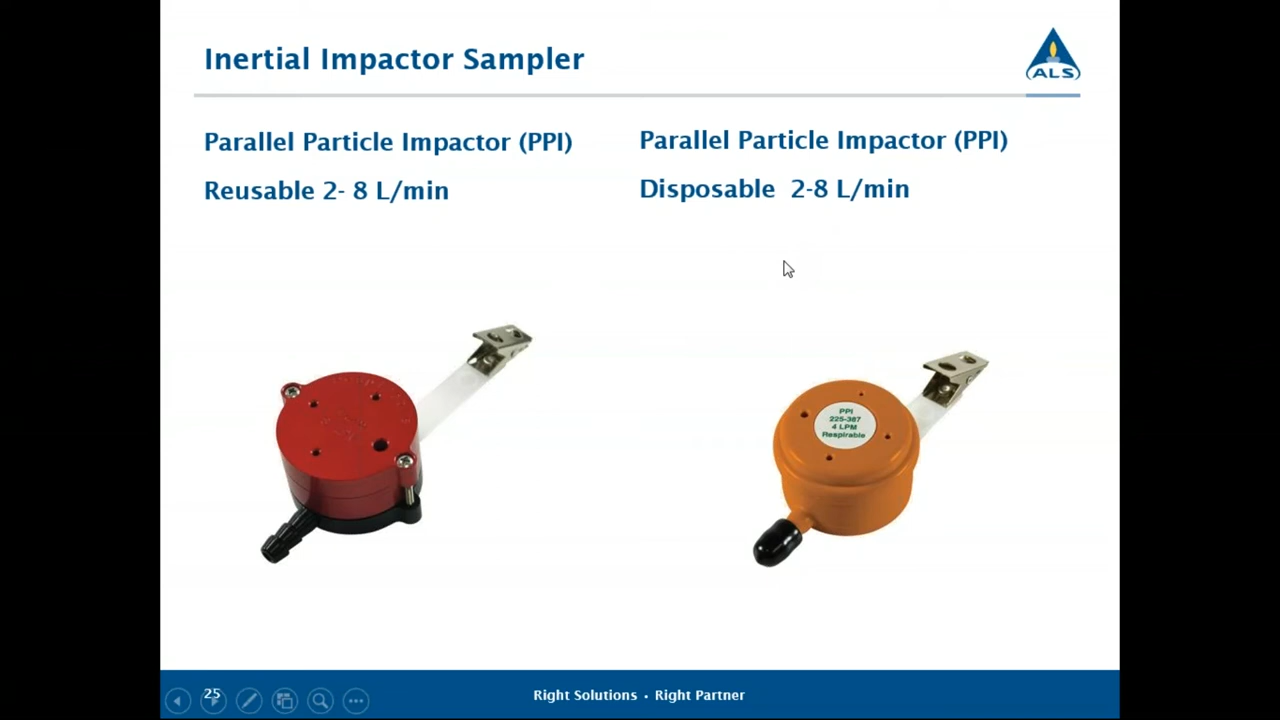 Inertial Impactor Sampler
ALS
Parallel Particle Impactor (PPI)
Reusable 2- 8 L/min
Parallel Particle Impactor (PPI)
Disposable 2-8 L/min
PPI
225-387
4 LPM
Respirable
25
Right Solutions • Right Partner